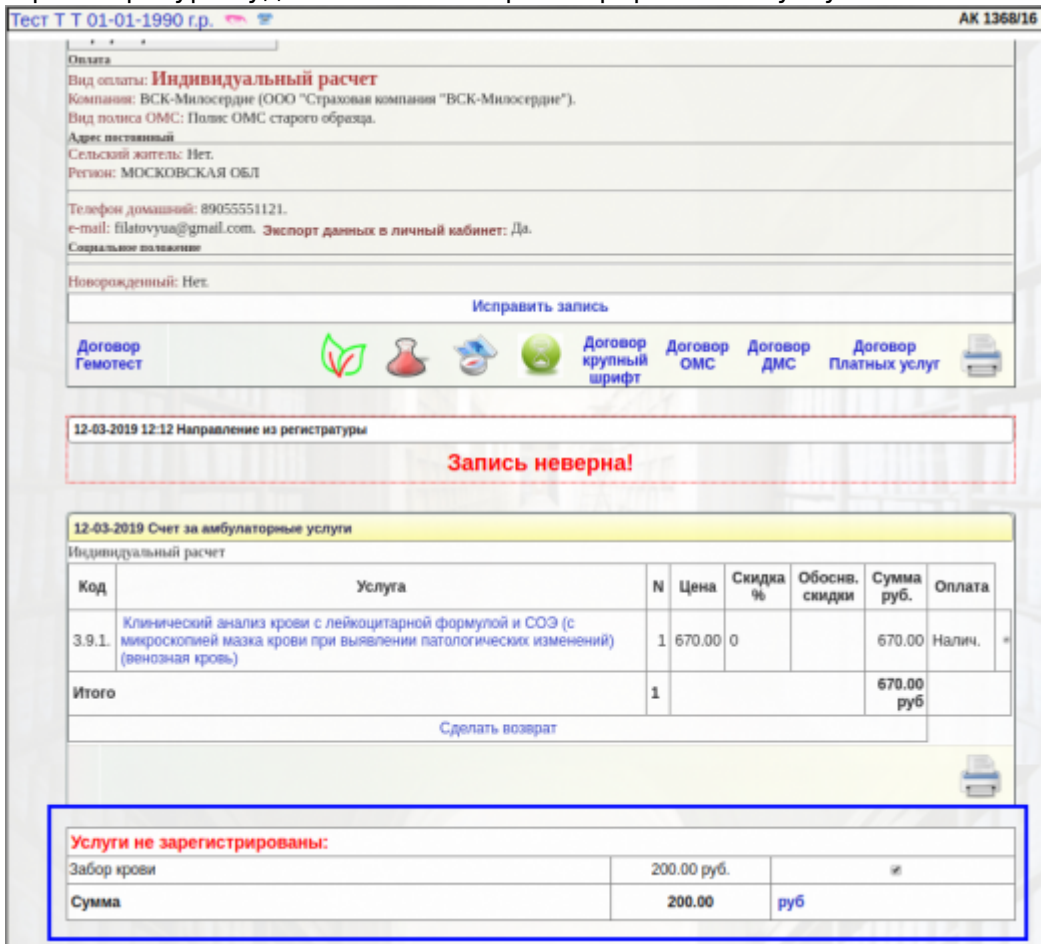 Тест Т Т 01-01-1990 г.р. АК 1368/16
Оплата
Вид оплаты: Индивидуальный расчет
Компания: ВСК-Милосердие (ООО "Страховая компания "ВСК-Милосердие").
Вид полиса ОМС: Полис ОМС старого образца.
Адрес постоянный
Сельский житель: Нет.
Регион: МОСКОВСКАЯ ОБЛ
Телефон домашний: 89055551121.
e-mail: filatovyua@gmail.com. Экспорт данных в личный кабинет: Да.
Социальное положение
Новорожденный: Нет.
Исправить запись
Договор Гемотест
Договор крупный шрифт
Договор ОМС
Договор ДМС
Договор Платных услуг
12-03-2019 12:12 Направление из регистратуры
Запись неверна!
12-03-2019 Счет за амбулаторные услуги
Индивидуальный расчет
Код Услуга N Цена Скидка % Обоснв. скидки Сумма руб. Оплата
3.9.1. Клинический анализ крови с лейкоцитарной формулой и СОЭ (с микроскопией мазка крови при выявлении патологических изменений) (венозная кровь) 1 670.00 0 670.00 Налич.
Итого 1 670.00 руб
Сделать возврат
Услуги не зарегистрированы:
Забор крови 200.00 руб.
Сумма 200.00 руб